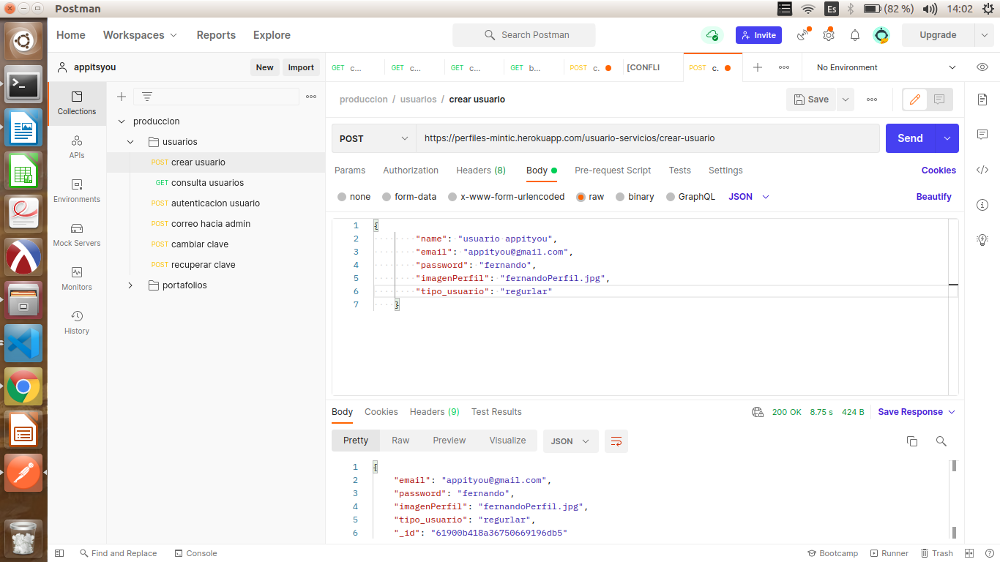 Postman
Es
(82 %)
14:02
Home
Workspaces
Reports
Explore
Search Postman
Invite
Upgrade
appitsyou
New
Import
GET c...
GET c...
GET c...
GET b...
POST c.
[CONFLI
POST c.
No Environment
Collections
APIs
Environments
Mock Servers
Monitors
History
produccion
usuarios
POST crear usuario
GET consulta usuarios
POST autenticacion usuario
POST correo hacia admin
POST cambiar clave
POST recuperar clave
portafolios
produccion / usuarios / crear usuario
Save
POST
https://perfiles-mintic.herokuapp.com/usuario-servicios/crear-usuario
Send
Params
Authorization
Headers (8)
Body
Pre-request Script
Tests
Settings
Cookies
none
form-data
x-www-form-urlencoded
raw
binary
GraphQL
JSON
Beautify
1 {
2 "name": "usuario appityou",
3 "email": "appityou@gmail.com",
4 "password": "fernando",
5 "imagenPerfil": "fernandoPerfil.jpg",
6 "tipo_usuario": "regurlar"
7 }
Body
Cookies
Headers (9)
Test Results
200 OK
8.75 s
424 B
Save Response
Pretty
Raw
Preview
Visualize
JSON
1 {
2 "email": "appityou@gmail.com",
3 "password": "fernando",
4 "imagenPerfil": "fernandoPerfil.jpg",
5 "tipo_usuario": "regurlar",
6 "_id": "61900b418a36750669196db5"
Find and Replace
Console
Bootcamp
Runner
Trash